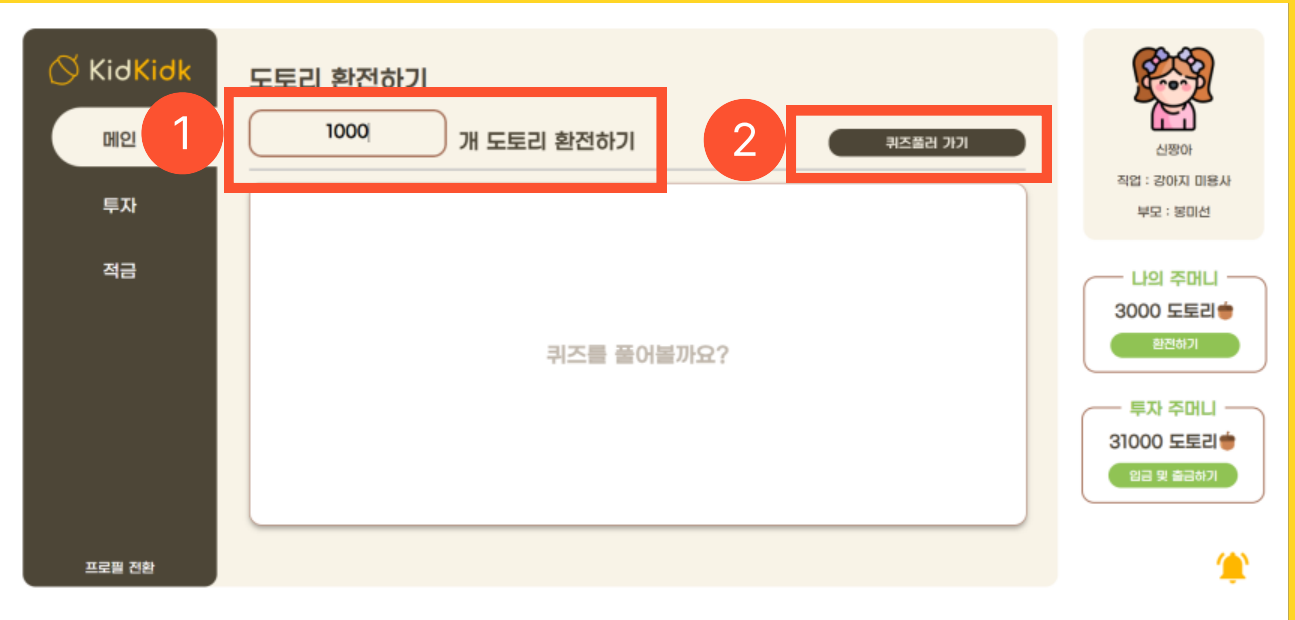 KidKidk
메인
투자
적금
프로필 전환
도토리 환전하기
1
1000
개 도토리 환전하기
2
퀴즈풀러 가기
퀴즈를 풀어볼까요?
신짱아
직업 : 강아지 미용사
부모 : 봉미선
나의 주머니
3000 도토리
환전하기
투자 주머니
31000 도토리
입금 및 출금하기